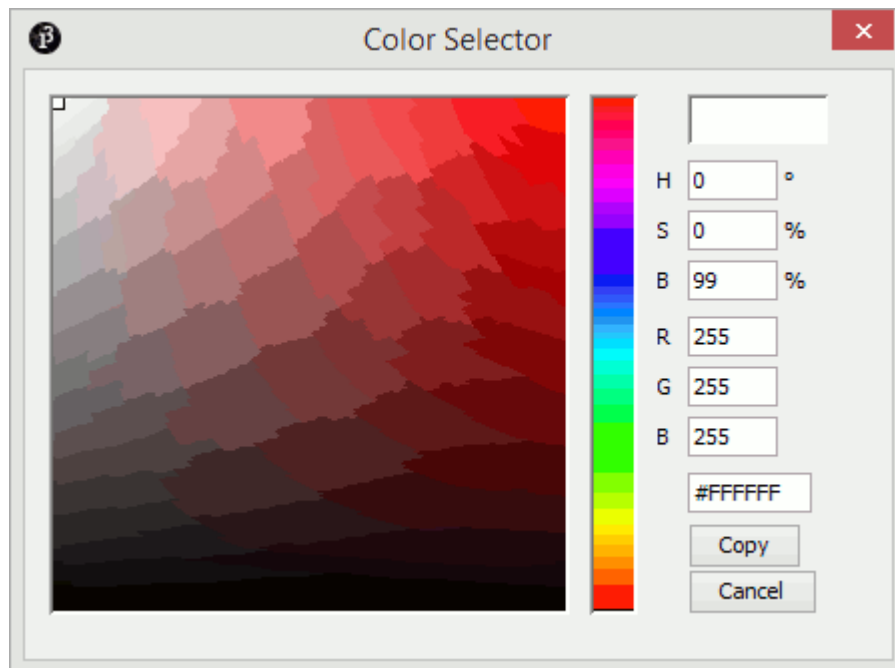 Color Selector
H 0 °
S 0 %
B 99 %
R 255
G 255
B 255
#FFFFFF
Copy
Cancel